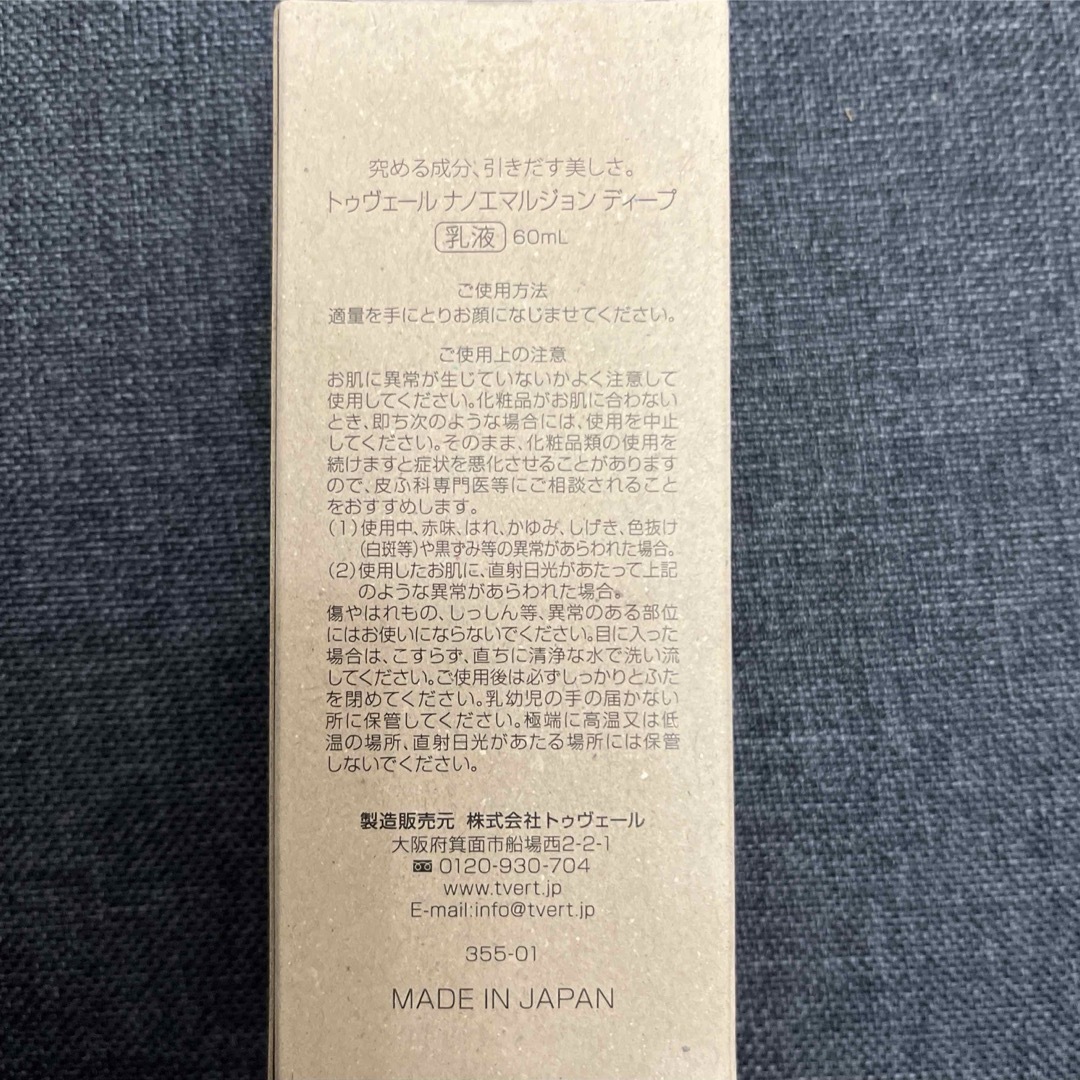 究める成分、引きだす美しさ。
トゥヴェール ナノエマルジョン ディープ
乳液 60mL
ご使用方法
適量を手にとりお顔になじませてください。
ご使用上の注意
お肌に異常が生じていないかよく注意して
使用してください。化粧品がお肌に合わない
とき、即ち次のような場合には、使用を中止
してください。そのまま、化粧品類の使用を
続けますと症状を悪化させることがあります
ので、皮ふ科専門医等にご相談されること
をおすすめします。
(1)使用中、赤味、はれ、かゆみ、しげき、色抜け
(白斑等)や黒ずみ等の異常があらわれた場合。
(2)使用したお肌に、直射日光があたって上記
のような異常があらわれた場合。
傷やはれもの、しっしん等、異常のある部位
にはお使いにならないでください。目に入った
場合は、こすらず、直ちに清浄な水で洗い流
してください。ご使用後は必ずしっかりとふた
を閉めてください。乳幼児の手の届かない
所に保管してください。極端に高温又は低
温の場所、直射日光があたる場所には保管
しないでください。
製造販売元 株式会社トゥヴェール
大阪府箕面市船場西2-2-1
0120-930-704
www.tvert.jp
E-mail:info@tvert.jp
355-01
MADE IN JAPAN